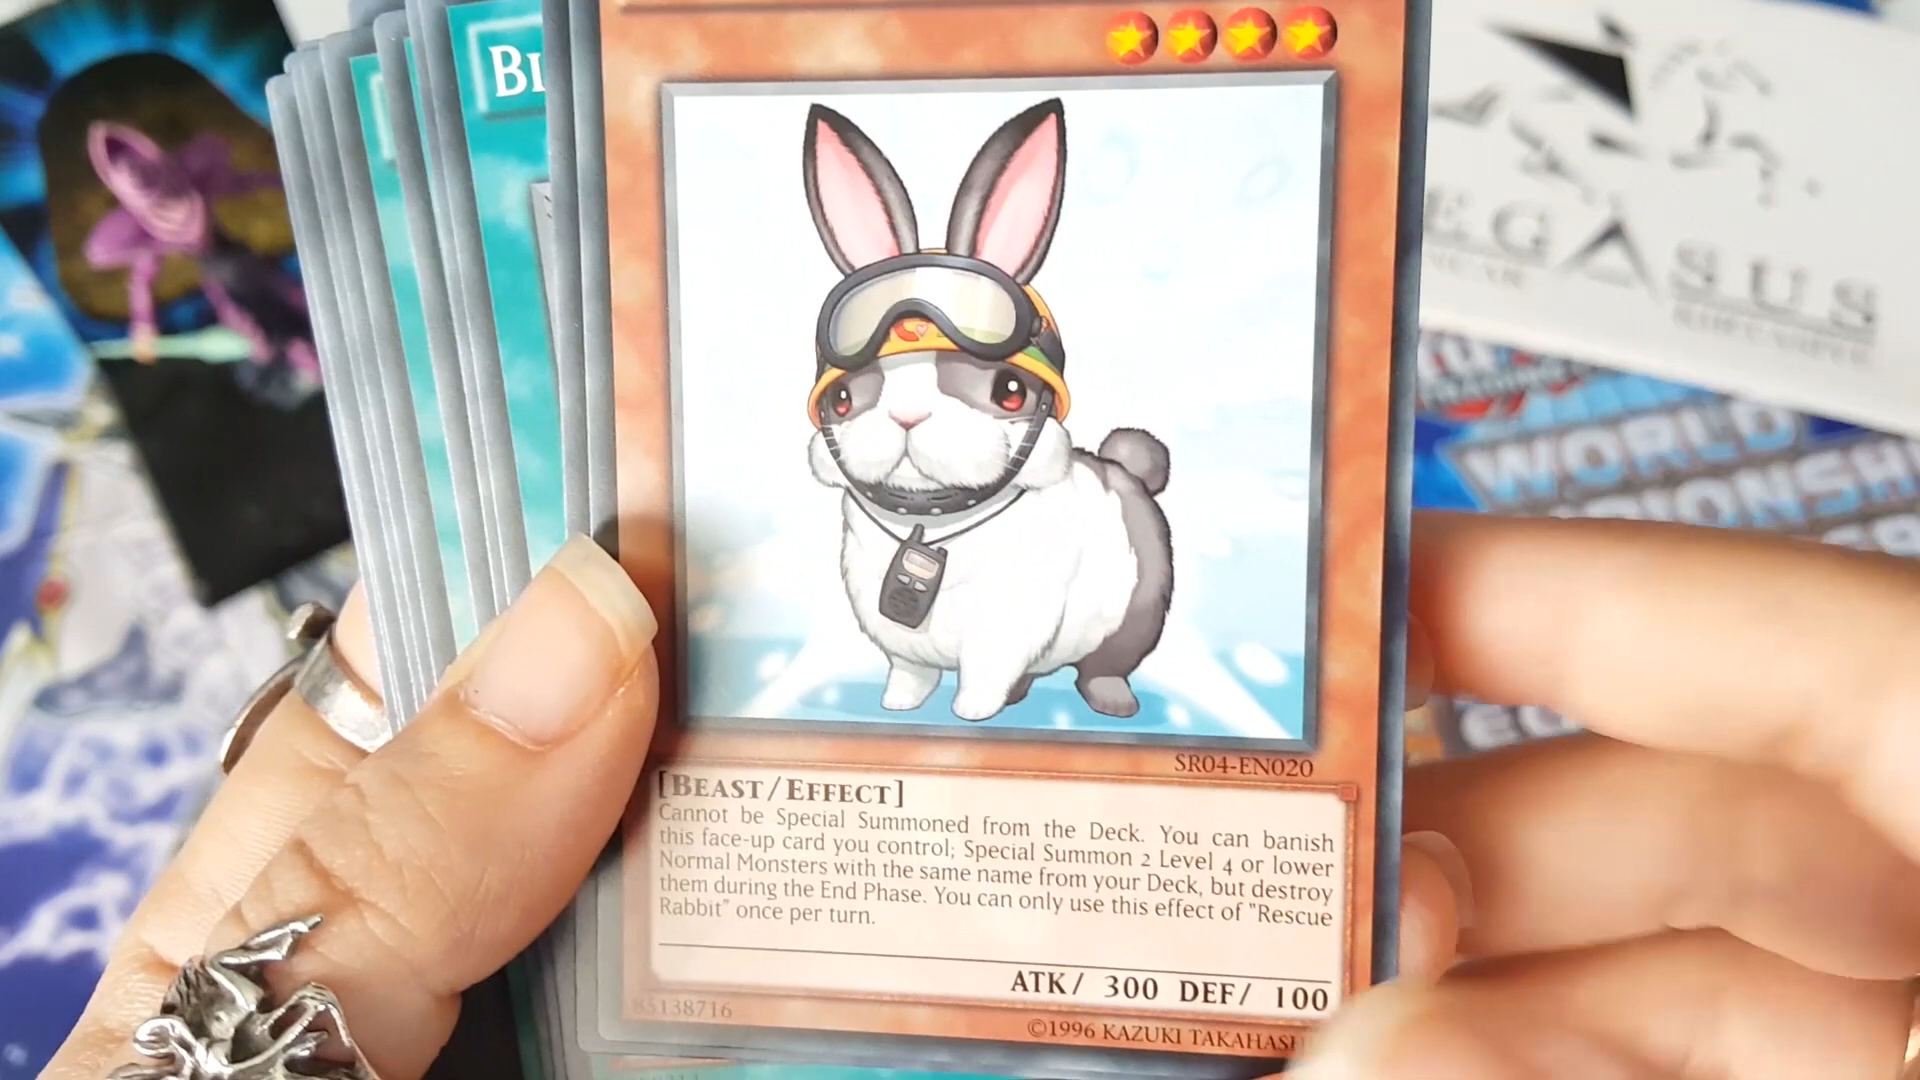 BL
EGASUS
WORLD
SR04-EN020
[BEAST/EFFECT]
Cannot be Special Summoned from the Deck. You can banish
this face-up card you control; Special Summon 2 Level 4 or lower
Normal Monsters with the same name from your Deck, but destroy
them during the End Phase. You can only use this effect of "Rescue
Rabbit" once per turn.
ATK/ 300 DEF/ 100
85138716
©1996 KAZUKI TAKAHASH